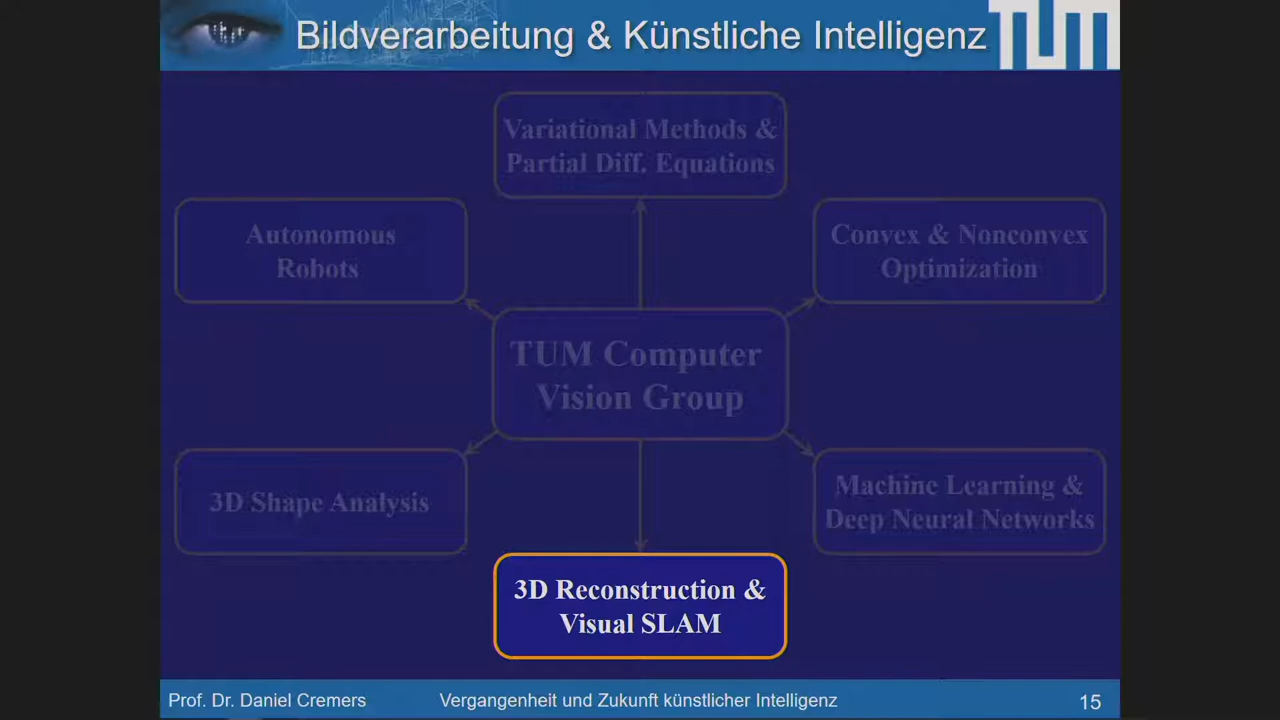 Bildverarbeitung & Künstliche Intelligenz
TUM
Variational Methods &
Partial Diff. Equations
Autonomous
Robots
Convex & Nonconvex
Optimization
TUM Computer
Vision Group
3D Shape Analysis
Machine Learning &
Deep Neural Networks
3D Reconstruction &
Visual SLAM
Prof. Dr. Daniel Cremers
Vergangenheit und Zukunft künstlicher Intelligenz
15